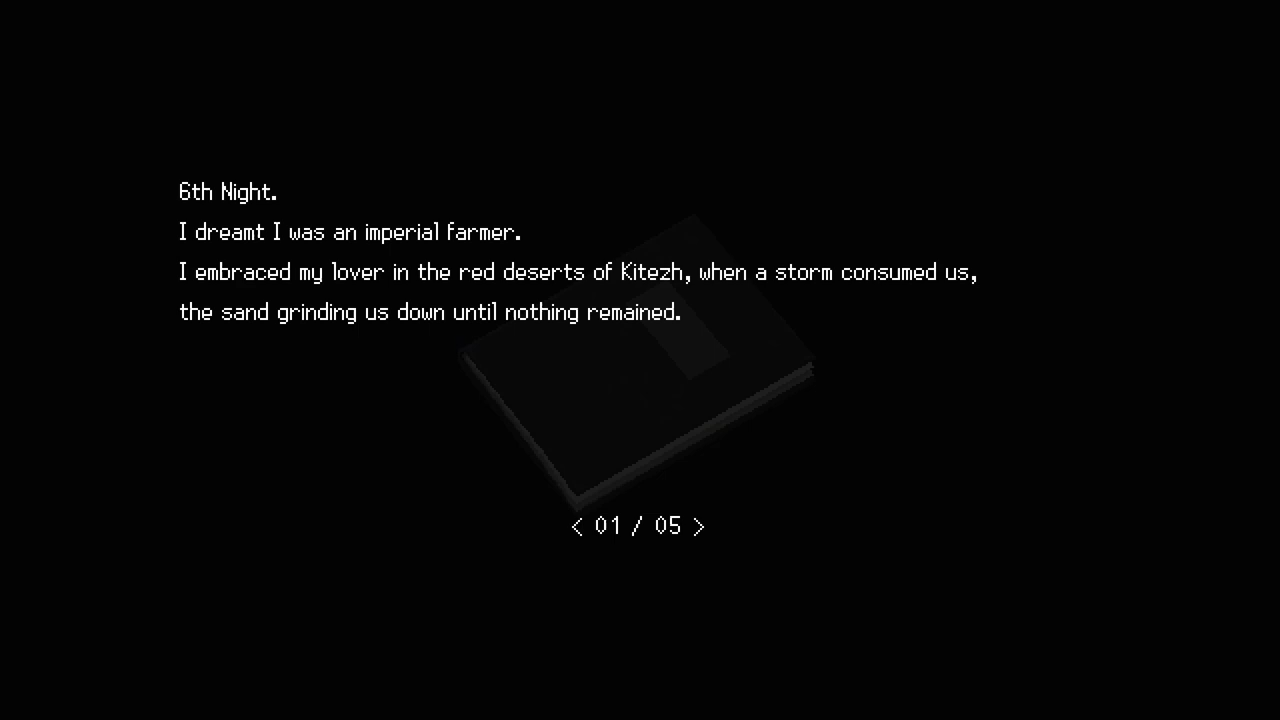 6th Night.
I dreamt I was an imperial farmer.
I embraced my lover in the red deserts of Kitezh, when a storm consumed us,
the sand grinding us down until nothing remained.
< 01 / 05 >